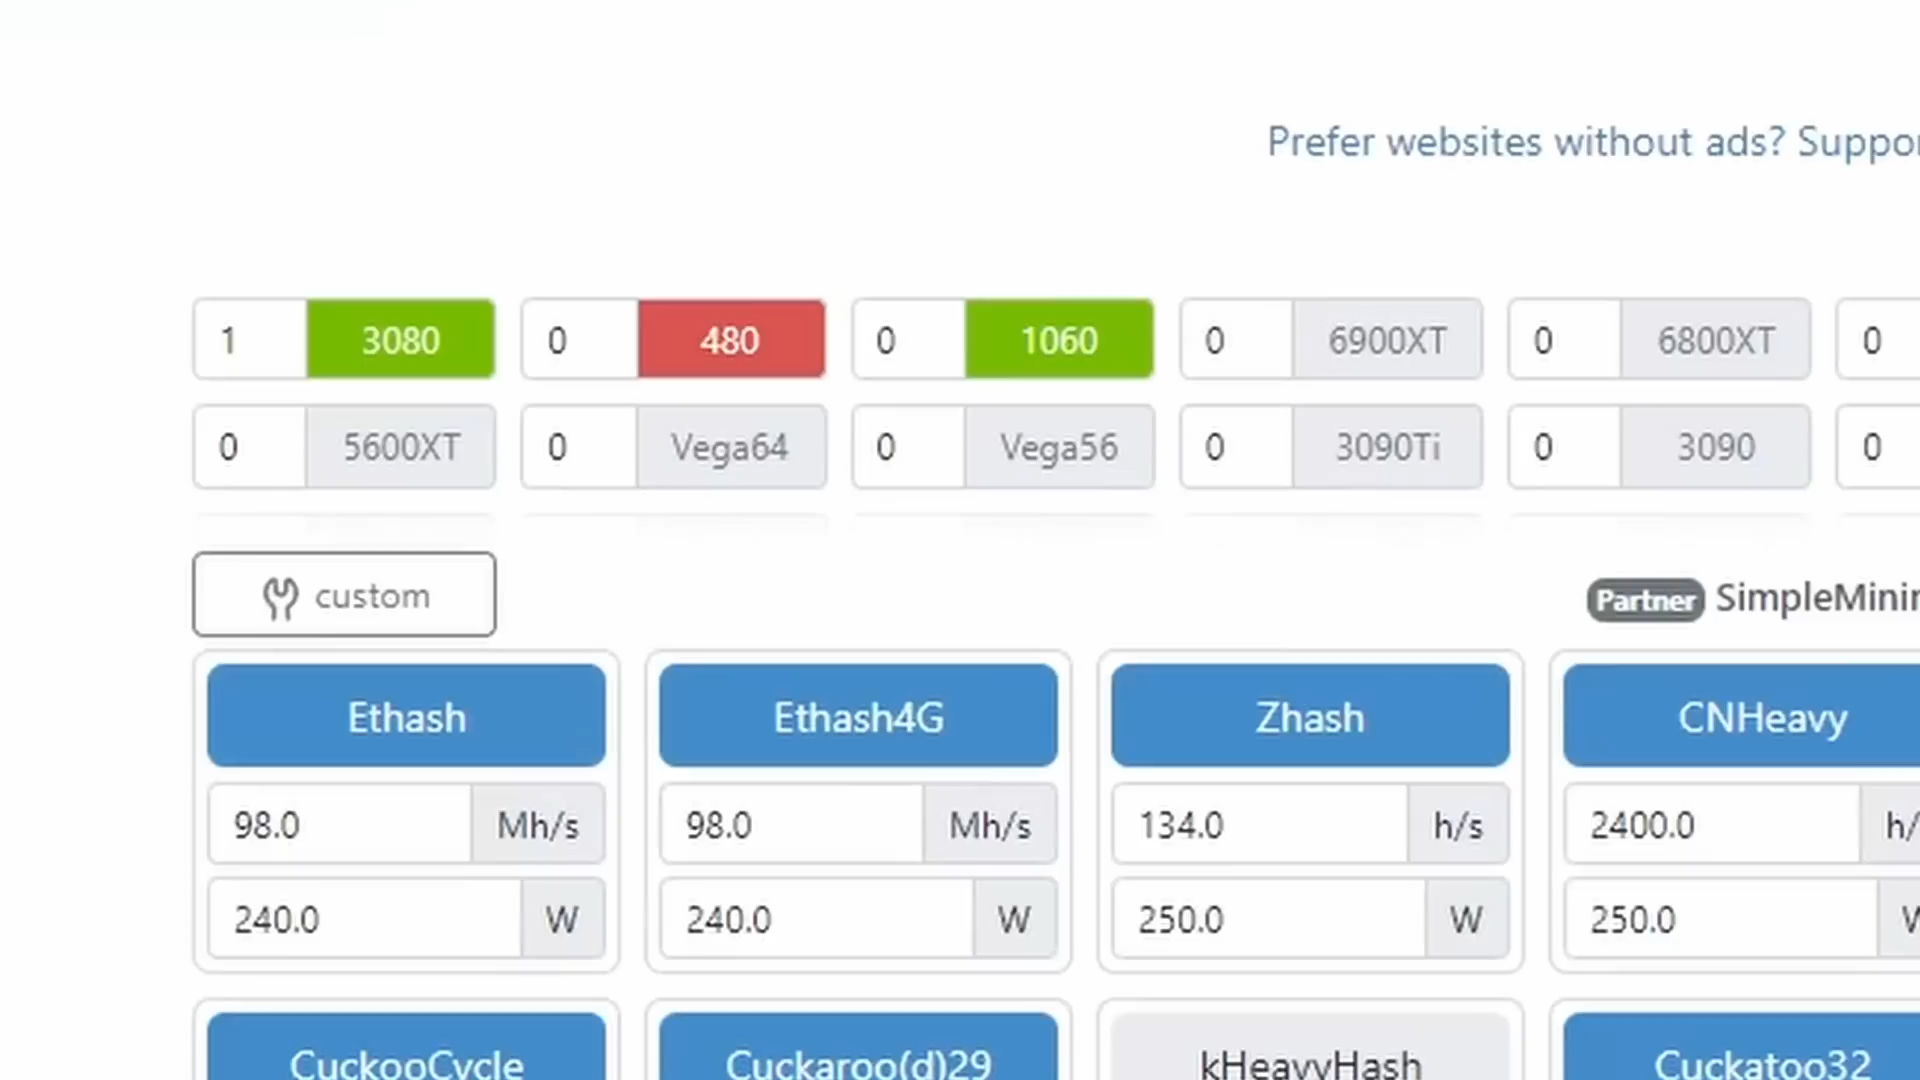 Prefer websites without ads? Suppor
1 3080 0 480 0 1060 0 6900XT 0 6800XT 0
0 5600XT 0 Vega64 0 Vega56 0 3090Ti 0 3090 0
custom
Partner SimpleMinin
Ethash Ethash4G Zhash CNHeavy
98.0 Mh/s 98.0 Mh/s 134.0 h/s 2400.0 h/
240.0 W 240.0 W 250.0 W 250.0 W
CuckooCycle Cuckaroo(d)29 kHeavyHash Cuckatoo32